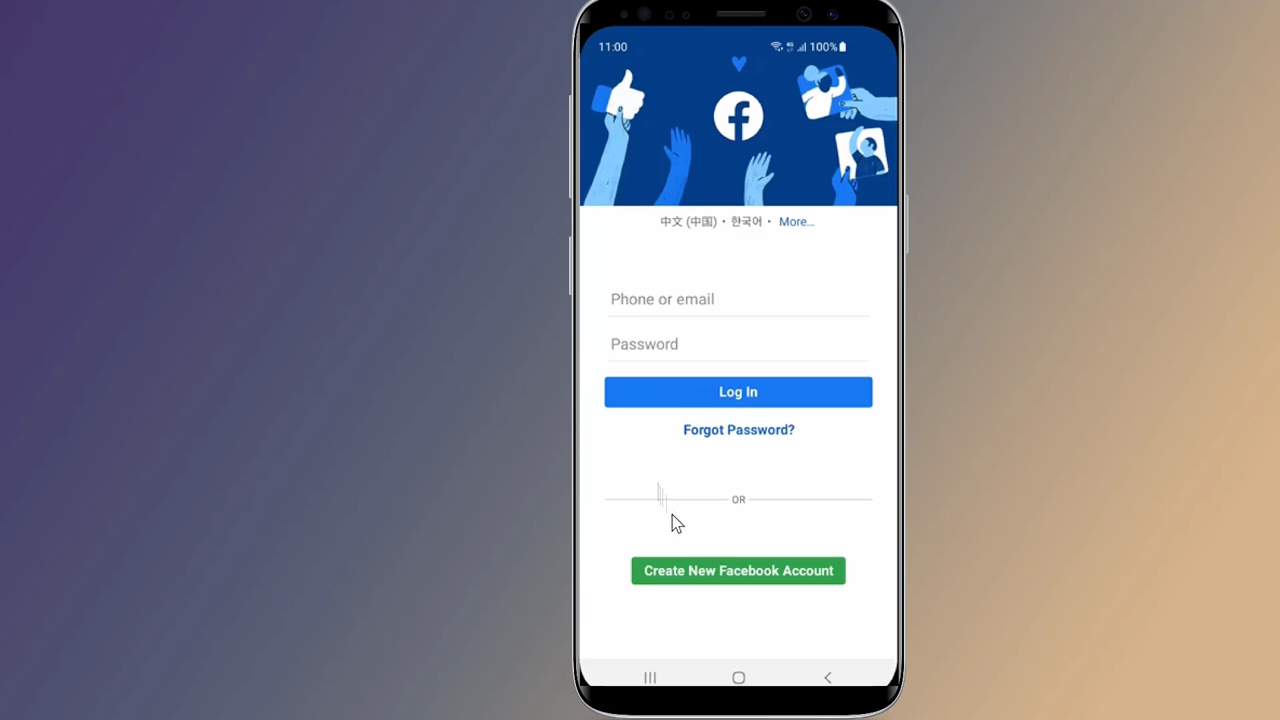 11:00
100%
中文 (中国) · 한국어 · More...
Phone or email
Password
Log In
Forgot Password?
OR
Create New Facebook Account